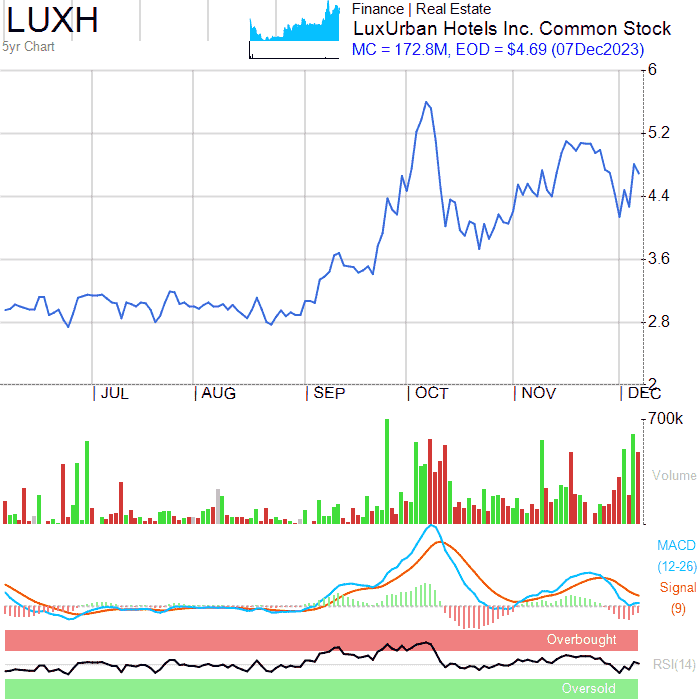 LUXH
5yr Chart
Finance | Real Estate
LuxUrban Hotels Inc. Common Stock
MC = 172.8M, EOD = $4.69 (07Dec2023)
6
5.2
4.4
3.6
2.8
2
JUL AUG SEP OCT NOV DEC
700k
Volume
MACD
(12-26)
Signal
(9)
Overbought
RSI(14)
Oversold